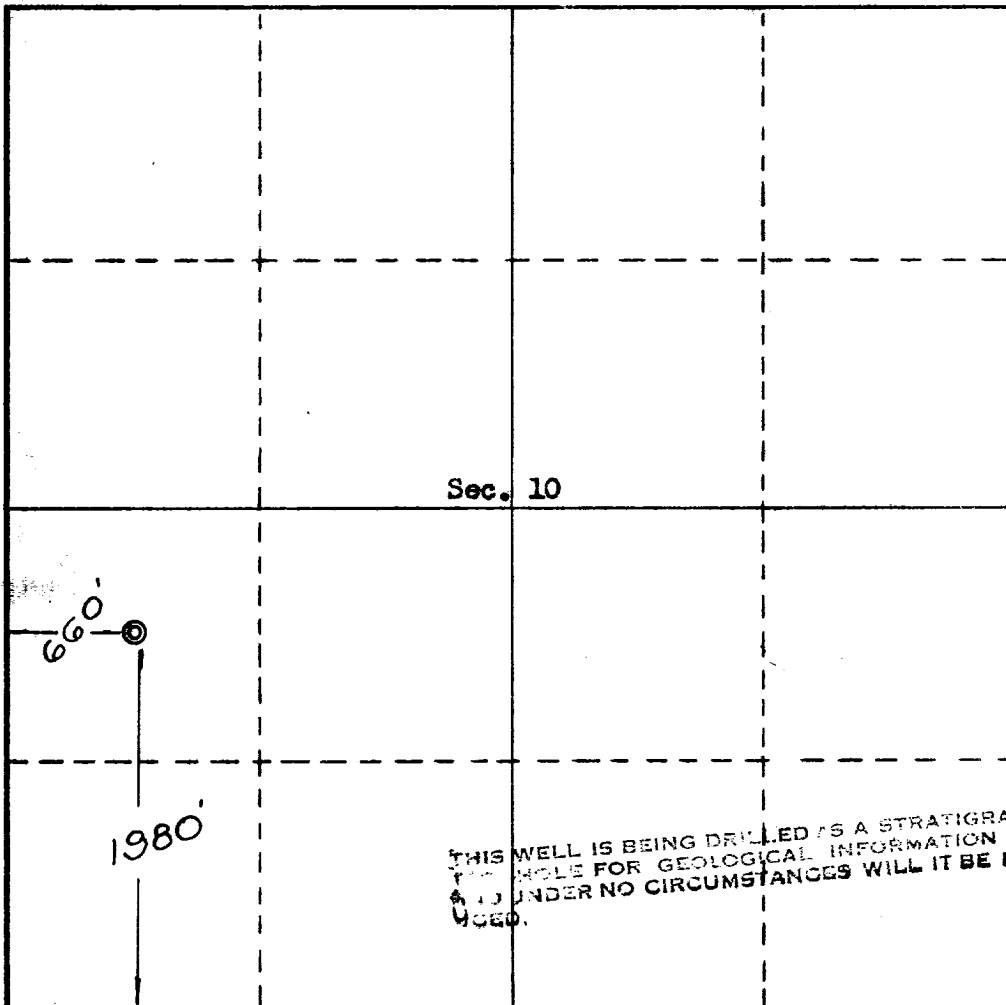 Sec. 10
660'
1980'
THIS WELL IS BEING DRILLED AS A STRATIGRA
HOLE FOR GEOLOGICAL INFORMATION
UNDER NO CIRCUMSTANCES WILL IT BE